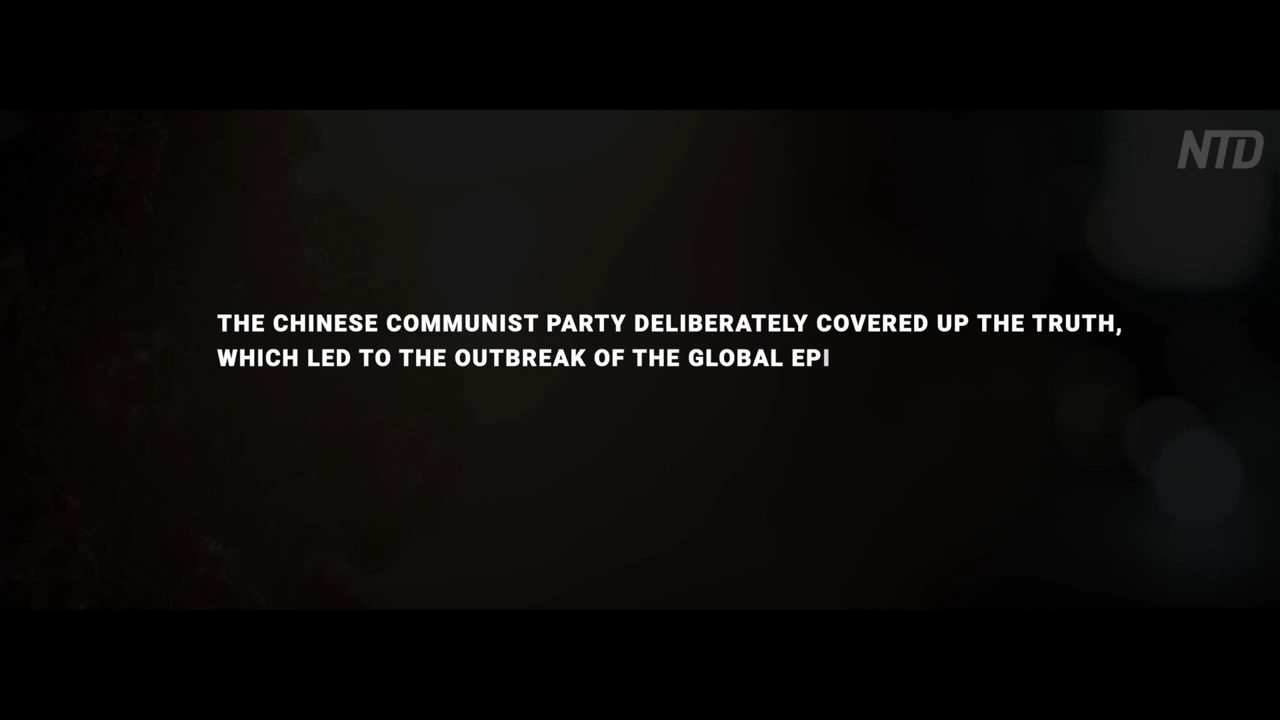 NTD
THE CHINESE COMMUNIST PARTY DELIBERATELY COVERED UP THE TRUTH,
WHICH LED TO THE OUTBREAK OF THE GLOBAL EPI